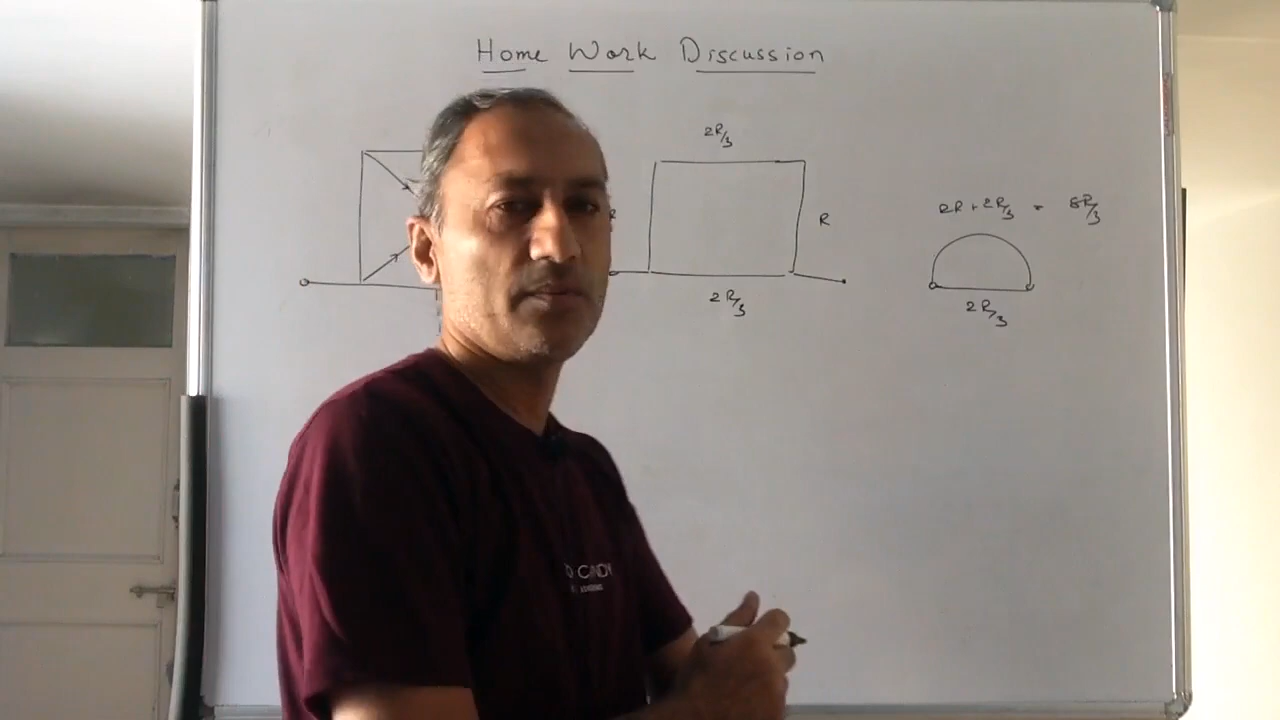 Home Work Discussion
2R/3
R
R
2R/3
2R + 2R/3 = 8R/3
2R/3